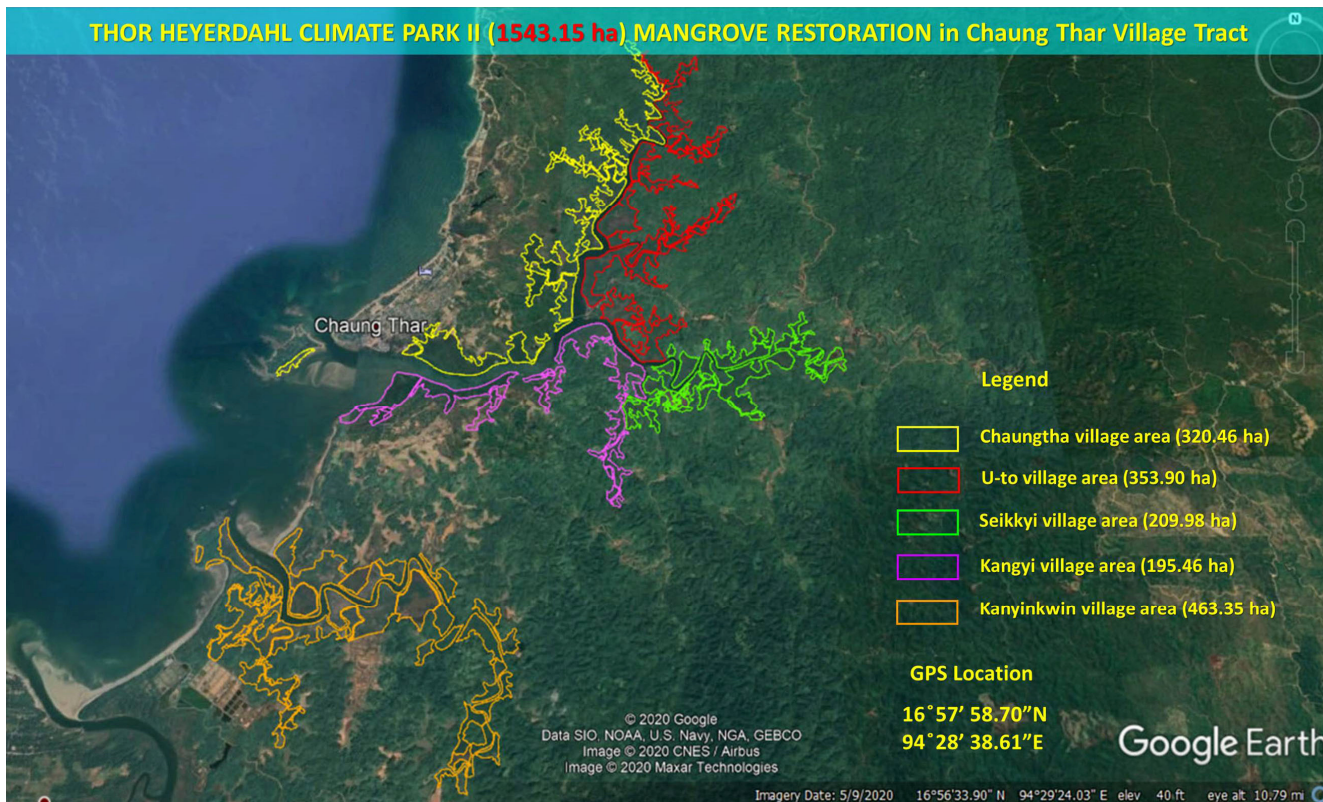 THOR HEYERDAHL CLIMATE PARK II (1543.15 ha) MANGROVE RESTORATION in Chaung Thar Village Tract
N
Chaung Thar
Legend
Chaungtha village area (320.46 ha)
U-to village area (353.90 ha)
Seikkyi village area (209.98 ha)
Kangyi village area (195.46 ha)
Kanyinkwin village area (463.35 ha)
GPS Location
16˚57’ 58.70”N
94˚28’ 38.61”E
© 2020 Google
Data SIO, NOAA, U.S. Navy, NGA, GEBCO
Image © 2020 CNES / Airbus
Image © 2020 Maxar Technologies
Google Earth
Imagery Date: 5/9/2020 16°56'33.90" N 94°29'24.03" E elev 40 ft eye alt 10.79 mi